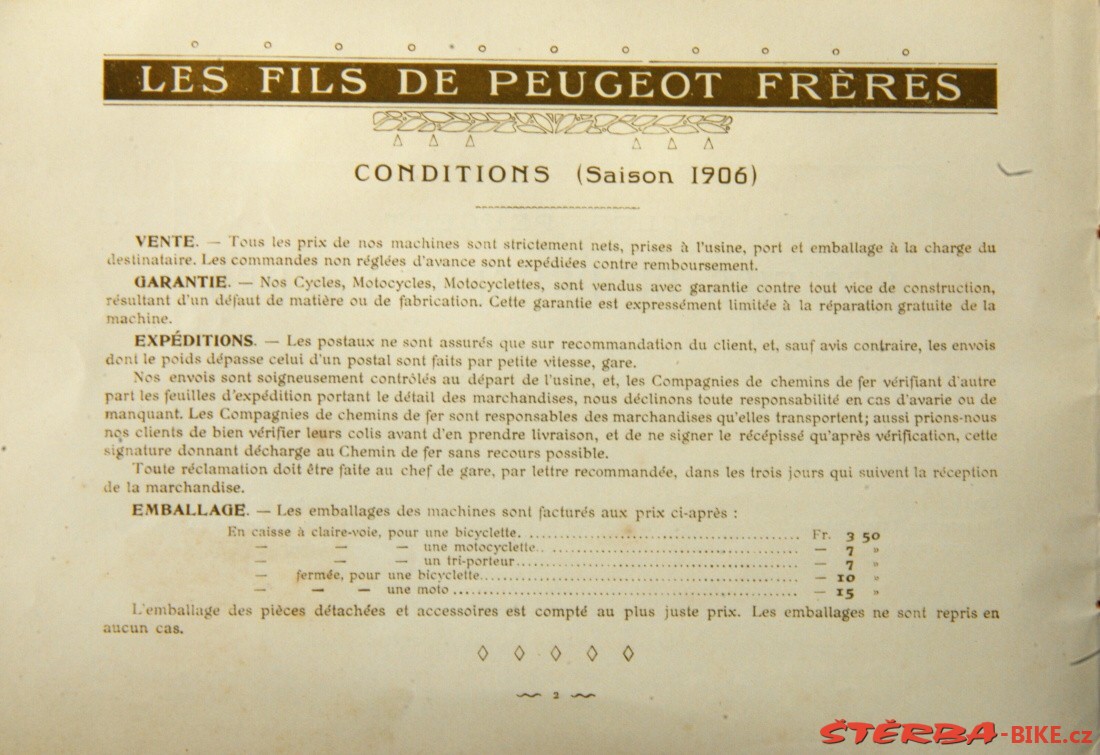 LES FILS DE PEUGEOT FRÈRES
CONDITIONS (Saison 1906)
VENTE. — Tous les prix de nos machines sont strictement nets, prises à l'usine, port et emballage à la charge du
destinataire. Les commandes non réglées d'avance sont expédiées contre remboursement.
GARANTIE. — Nos Cycles, Motocycles, Motocyclettes, sont vendus avec garantie contre tout vice de construction,
résultant d'un défaut de matière ou de fabrication. Cette garantie est expressément limitée à la réparation gratuite de la
machine.
EXPÉDITIONS. — Les postaux ne sont assurés que sur recommandation du client, et, sauf avis contraire, les envois
dont le poids dépasse celui d'un postal sont faits par petite vitesse, gare.
Nos envois sont soigneusement contrôlés au départ de l'usine, et, les Compagnies de chemins de fer vérifiant d'autre
part les feuilles d'expédition portant le détail des marchandises, nous déclinons toute responsabilité en cas d'avarie ou de
manquant. Les Compagnies de chemins de fer sont responsables des marchandises qu'elles transportent; aussi prions-nous
nos clients de bien vérifier leurs colis avant d'en prendre livraison, et de ne signer le récépissé qu'après vérification, cette
signature donnant décharge au Chemin de fer sans recours possible.
Toute réclamation doit être faite au chef de gare, par lettre recommandée, dans les trois jours qui suivent la réception
de la marchandise.
EMBALLAGE. — Les emballages des machines sont facturés aux prix ci-après :
En caisse à claire-voie, pour une bicyclette. ........ Fr. 3 50
— — — une motocyclette.. ........ — 7 »
— — — un tri-porteur ........ — 7 »
— fermée, pour une bicyclette ........ — 10 »
— — — une moto ........ — 15 »
L'emballage des pièces détachées et accessoires est compté au plus juste prix. Les emballages ne sont repris en
aucun cas.
2
ŠTĚRBA-BIKE.cz